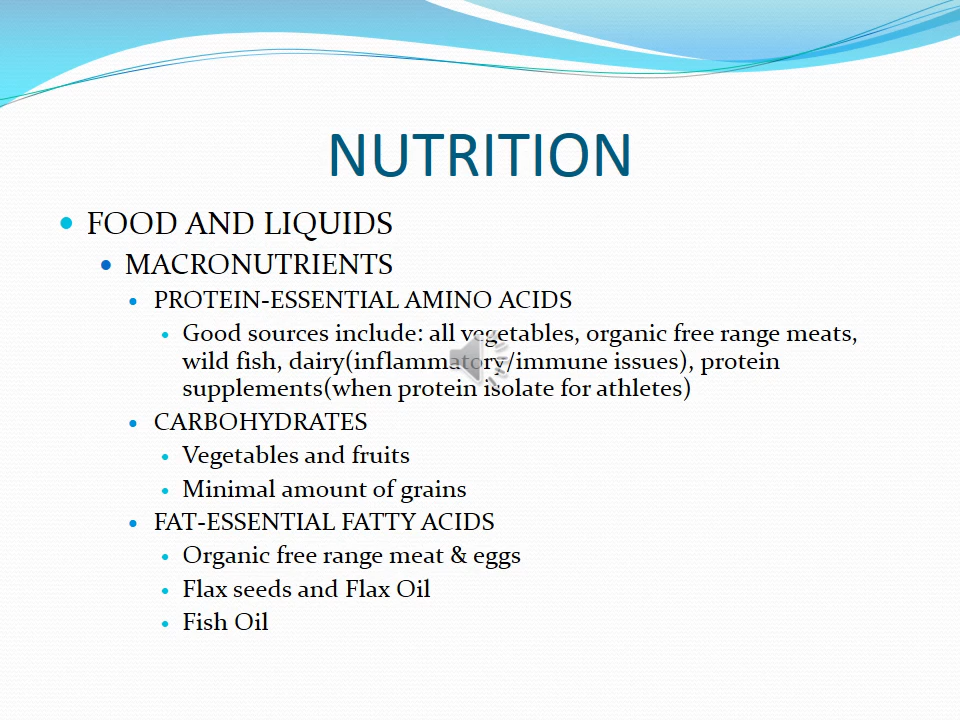 NUTRITION
FOOD AND LIQUIDS
MACRONUTRIENTS
PROTEIN-ESSENTIAL AMINO ACIDS
Good sources include: all vegetables, organic free range meats,
wild fish, dairy(inflammatory/immune issues), protein
supplements(when protein isolate for athletes)
CARBOHYDRATES
Vegetables and fruits
Minimal amount of grains
FAT-ESSENTIAL FATTY ACIDS
Organic free range meat & eggs
Flax seeds and Flax Oil
Fish Oil